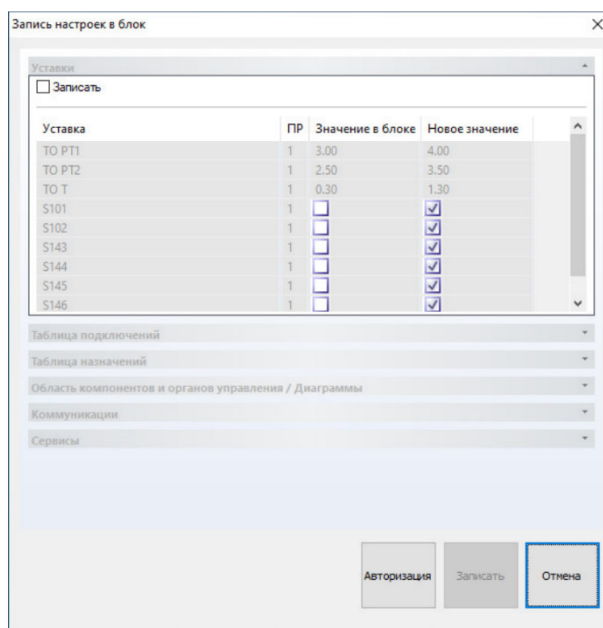 Запись настроек в блок
Уставки
Записать
Уставка ПР Значение в блоке Новое значение
ТО РТ1 1 3.00 4.00
ТО РТ2 1 2.50 3.50
ТО Т 1 0.30 1.30
S101 1
S102 1
S143 1
S144 1
S145 1
S146 1
Таблица подключений
Таблица назначений
Область компонентов и органов управления / Диаграммы
Коммуникации
Сервисы
Авторизация Записать Отмена